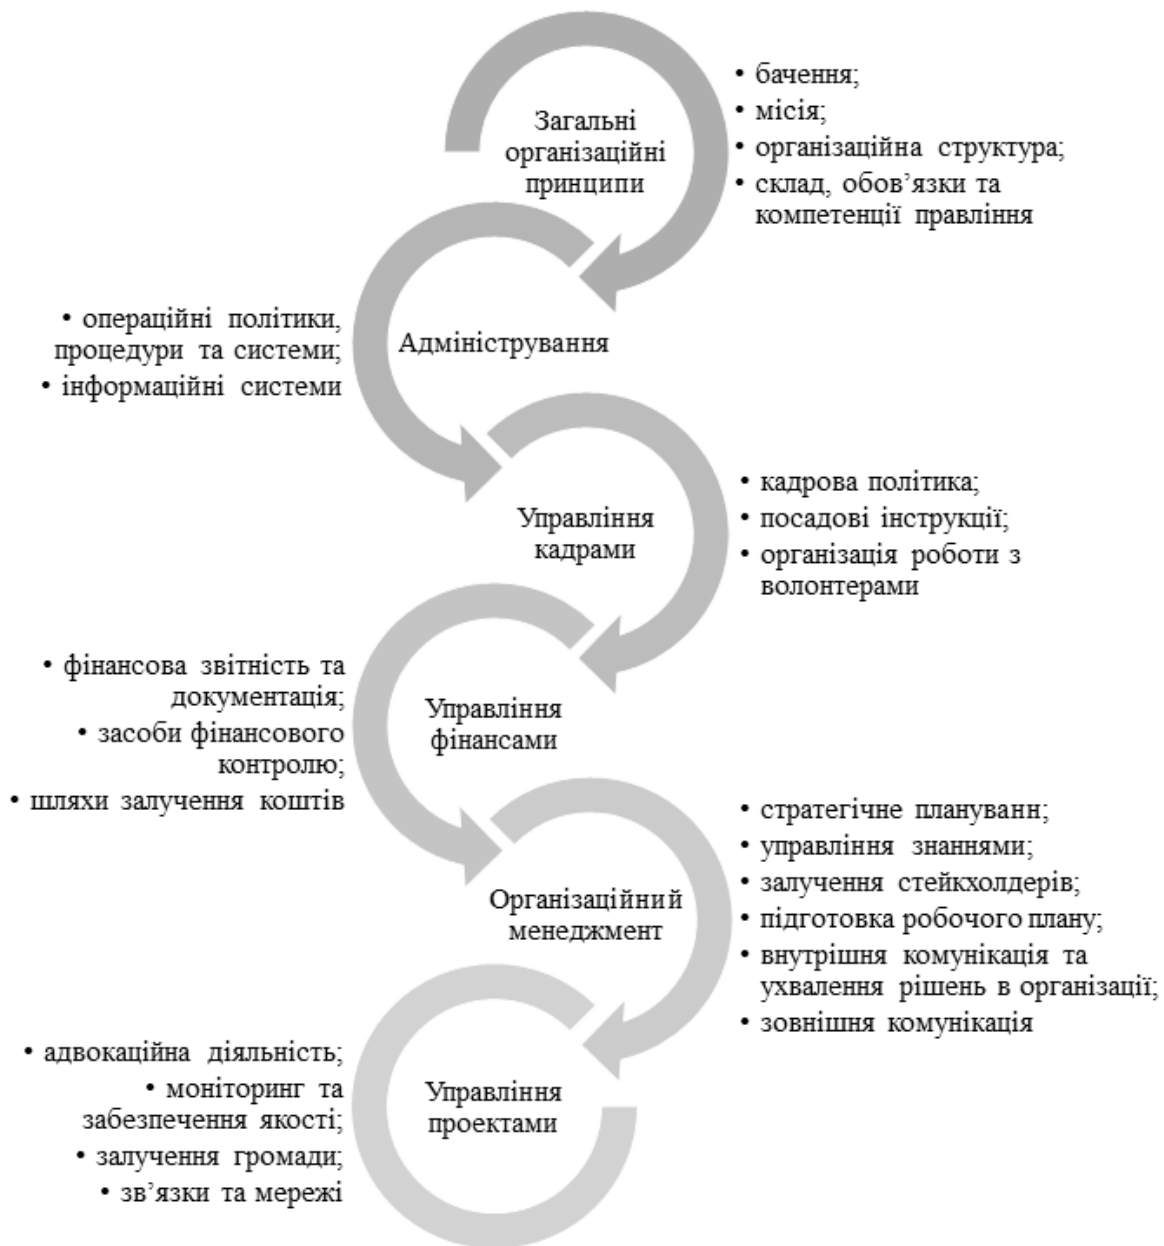 Загальні
організаційні
принципи
• бачення;
• місія;
• організаційна структура;
• склад, обов’язки та
компетенції правління
Адміністрування
• операційні політики,
процедури та системи;
• інформаційні системи
Управління
кадрами
• кадрова політика;
• посадові інструкції;
• організація роботи з
волонтерами
Управління
фінансами
• фінансова звітність та
документація;
• засоби фінансового
контролю;
• шляхи залучення коштів
Організаційний
менеджмент
• стратегічне плануванн;
• управління знаннями;
• залучення стейкхолдерів;
• підготовка робочого плану;
• внутрішня комунікація та
ухвалення рішень в організації;
• зовнішня комунікація
Управління
проектами
• адвокаційна діяльність;
• моніторинг та
забезпечення якості;
• залучення громади;
• зв’язки та мережі